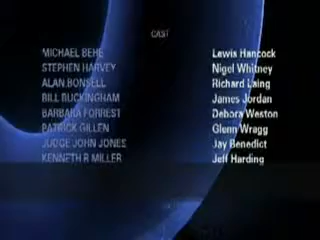 CAST
MICHAEL BEHE Lewis Hancock
STEPHEN HARVEY Nigel Whitney
ALAN BONSELL Richard Laing
BILL BUCKINGHAM James Jordan
BARBARA FORREST Debora Weston
PATRICK GILLEN Glenn Wragg
JUDGE JOHN JONES Jay Benedict
KENNETH R MILLER Jeff Harding